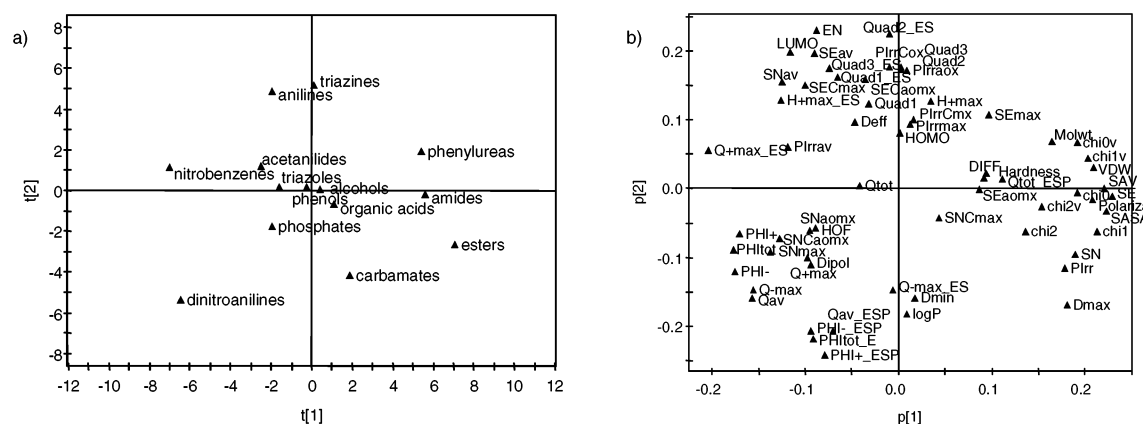 a)
8
6
4
2
0
-2
-4
-6
-8
t[2]
triazines
anilines
phenylureas
acetanilides
nitrobenzenes
triazoles
alcohols
phenols
amides
organic acids
phosphates
esters
carbamates
dinitroanilines
-12 -10 -8 -6 -4 -2 0 2 4 6 8 10 12
t[1]
b)
0.2
0.1
0.0
-0.1
-0.2
p[2]
EN
Quad2_ES
LUMO
SEav
PIrrCox
Quad3
Quad2
Quad3_ES
PIrraox
SNav
Quad1_ES
SECmax
SECaomx
H+max_ES
Quad1
H+max
PIrrCmx
SEmax
Deff
PIrrmax
HOMO
Molwt
chi0v
Q+max_ES
PIrrav
chi1v
DIFF
Hardness
VDW
Qtot
Qtot_ESP
SAV
SEaomx
chi0
SE
chi2v
Polariza
SNCmax
SASA
SNaomx
HOF
PHI+
SNCaomx
chi2
chi1
PHItot
SNmax
SN
Dipol
PIrr
PHI-
Q+max
Q-max
Q-max_ES
Qav
Dmin
Dmax
Qav_ESP
logP
PHI-_ESP
PHItot_E
PHI+_ESP
-0.2 -0.1 0.0 0.1 0.2
p[1]